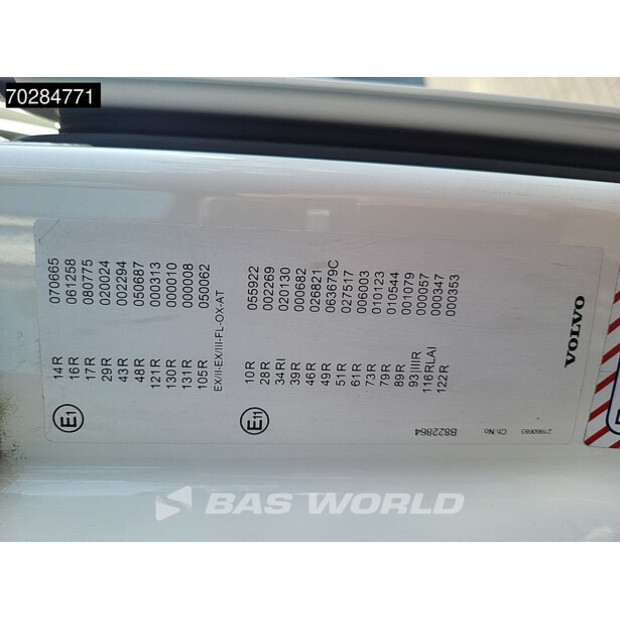 70284771
E1
14R 070665
16R 061258
17R 080775
29R 020024
43R 002294
48R 050687
121R 000313
130R 000010
131R 000008
105R 050062
EX/II-EX/III-FL-OX-AT
E11
10R 055922
28R 002269
34RI 020130
39R 000682
46R 026821
49R 063679C
51R 027517
61R 006003
73R 010123
79R 010544
89R 001079
93|III|R 000057
116RLAI 000347
122R 000353
B822864
Ch.No
VOLVO
BAS WORLD